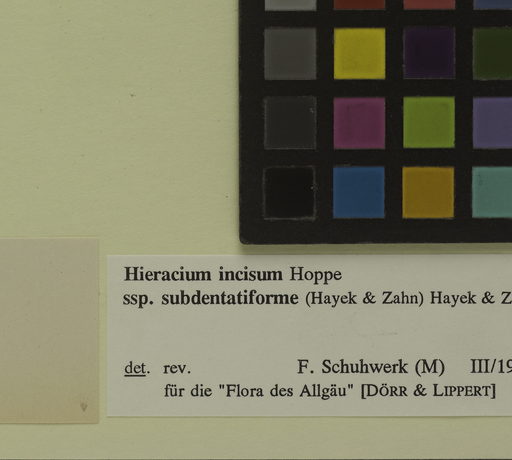 Hieracium incisum Hoppe
ssp. subdentatiforme (Hayek & Zahn) Hayek &
det. rev. F. Schuhwerk (M) III/19
für die "Flora des Allgäu" [DÖRR & LIPPERT]